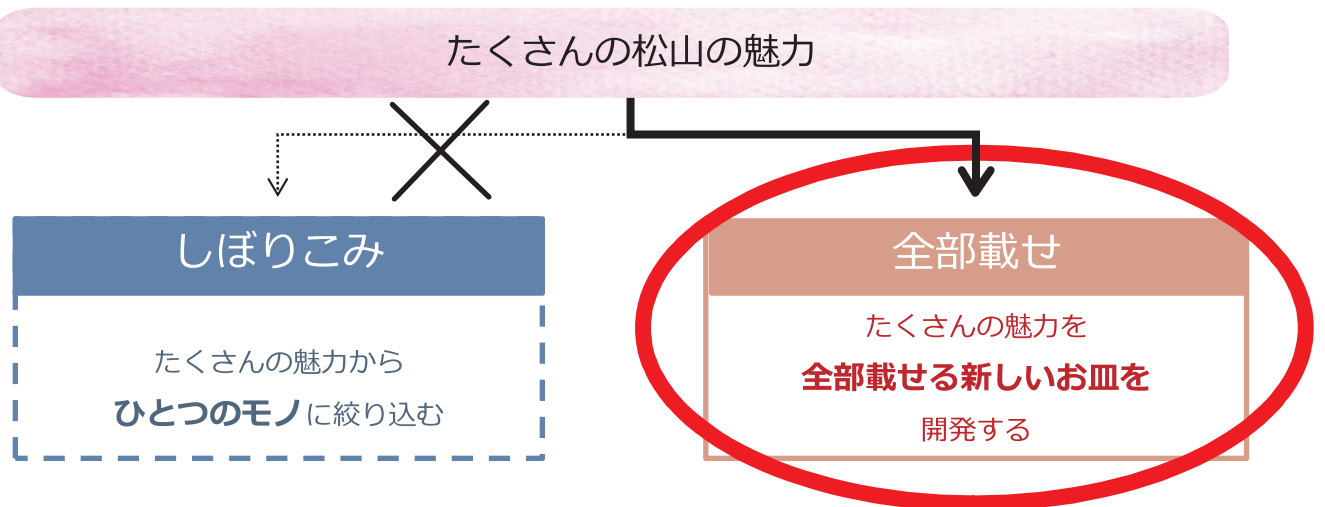 たくさんの松山の魅力
しぼりこみ
たくさんの魅力から
ひとつのモノに絞り込む
全部載せ
たくさんの魅力を
全部載せる新しいお皿を
開発する